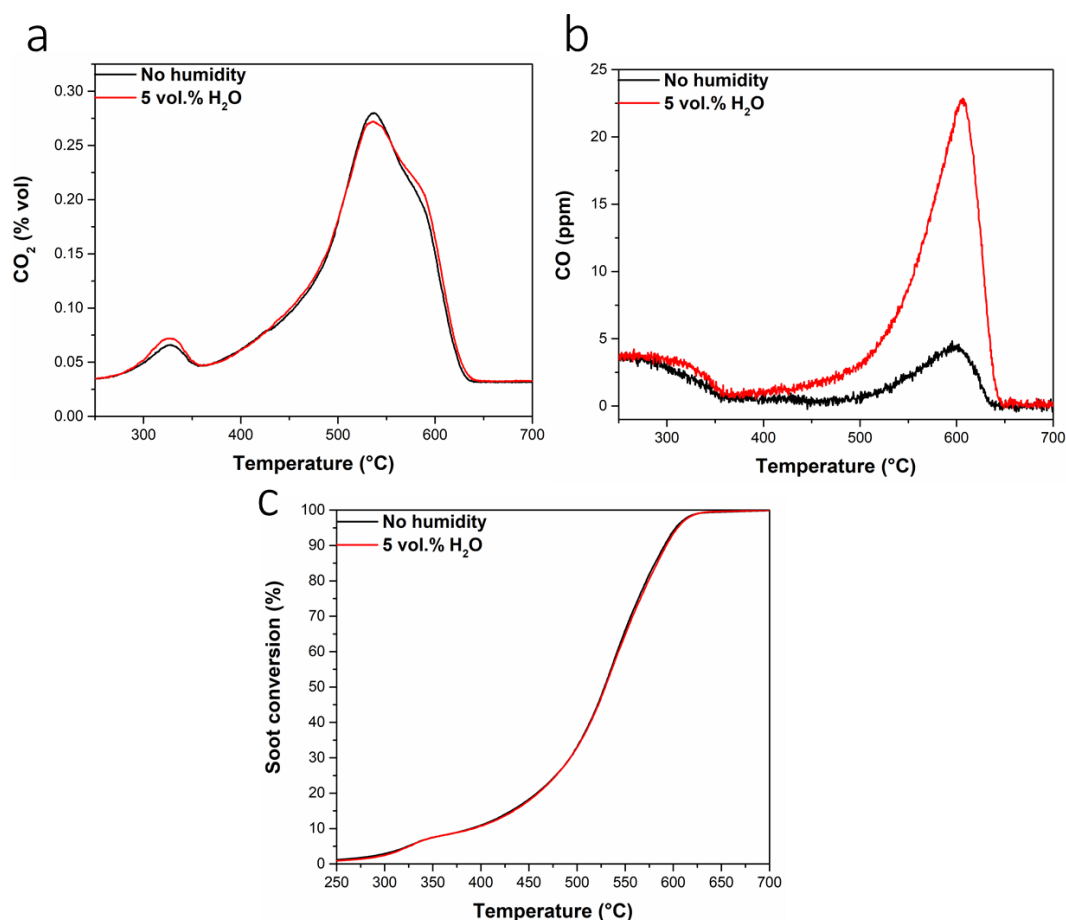 a
No humidity
5 vol.% H₂O
0.30
0.25
0.20
0.15
0.10
0.05
0.00
CO₂ (% vol)
300 400 500 600 700
Temperature (°C)
b
No humidity
5 vol.% H₂O
25
20
15
10
5
0
CO (ppm)
300 400 500 600 700
Temperature (°C)
c
No humidity
5 vol.% H₂O
100
90
80
70
60
50
40
30
20
10
0
Soot conversion (%)
250 300 350 400 450 500 550 600 650 700
Temperature (°C)